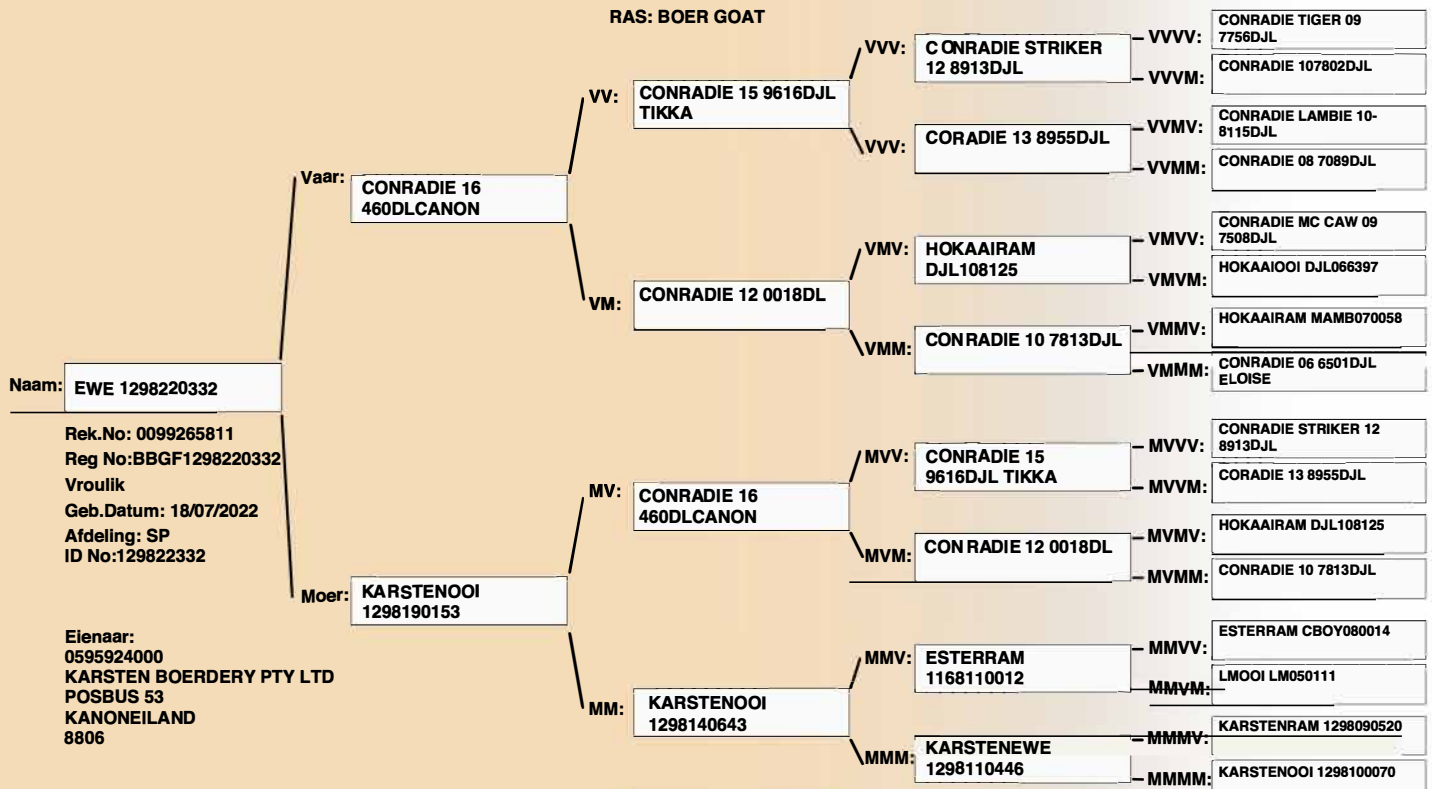 RAS: BOER GOAT
Naam:
EWE 1298220332
Rek.No: 0099265811
Reg No:BBGF1298220332
Vroulik
Geb.Datum: 18/07/2022
Afdeling: SP
ID No:129822332
Eienaar:
0595924000
KARSTEN BOERDERY PTY LTD
POSBUS 53
KANONEILAND
8806
Vaar:
CONRADIE 16
460DLCANON
Moer:
KARSTENOOI
1298190153
VV:
CONRADIE 15 9616DJL
TIKKA
VM:
CONRADIE 12 0018DL
MV:
CONRADIE 16
460DLCANON
MM:
KARSTENOOI
1298140643
VVV:
CONRADIE STRIKER
12 8913DJL
VVV:
CORADIE 13 8955DJL
VMV:
HOKAAIRAM
DJL108125
VMM:
CONRADIE 10 7813DJL
MVV:
CONRADIE 15
9616DJL TIKKA
MVM:
CONRADIE 12 0018DL
MMV:
ESTERRAM
1168110012
MMM:
KARSTENEWE
1298110446
VVVV:
CONRADIE TIGER 09
7756DJL
VVVM:
CONRADIE 107802DJL
VVMV:
CONRADIE LAMBIE 10-
8115DJL
VVMM:
CONRADIE 08 7089DJL
VMVV:
CONRADIE MC CAW 09
7508DJL
VMVM:
HOKAAIOOI DJL066397
VMMV:
HOKAAIRAM MAMB070058
VMMM:
CONRADIE 06 6501DJL
ELOISE
MVVV:
CONRADIE STRIKER 12
8913DJL
MVVM:
CORADIE 13 8955DJL
MVMV:
HOKAAIRAM DJL108125
MVMM:
CONRADIE 10 7813DJL
MMVV:
ESTERRAM CBOY080014
MMVM:
LMOOI LM050111
MMMV:
KARSTENRAM 1298090520
MMMM:
KARSTENOOI 1298100070